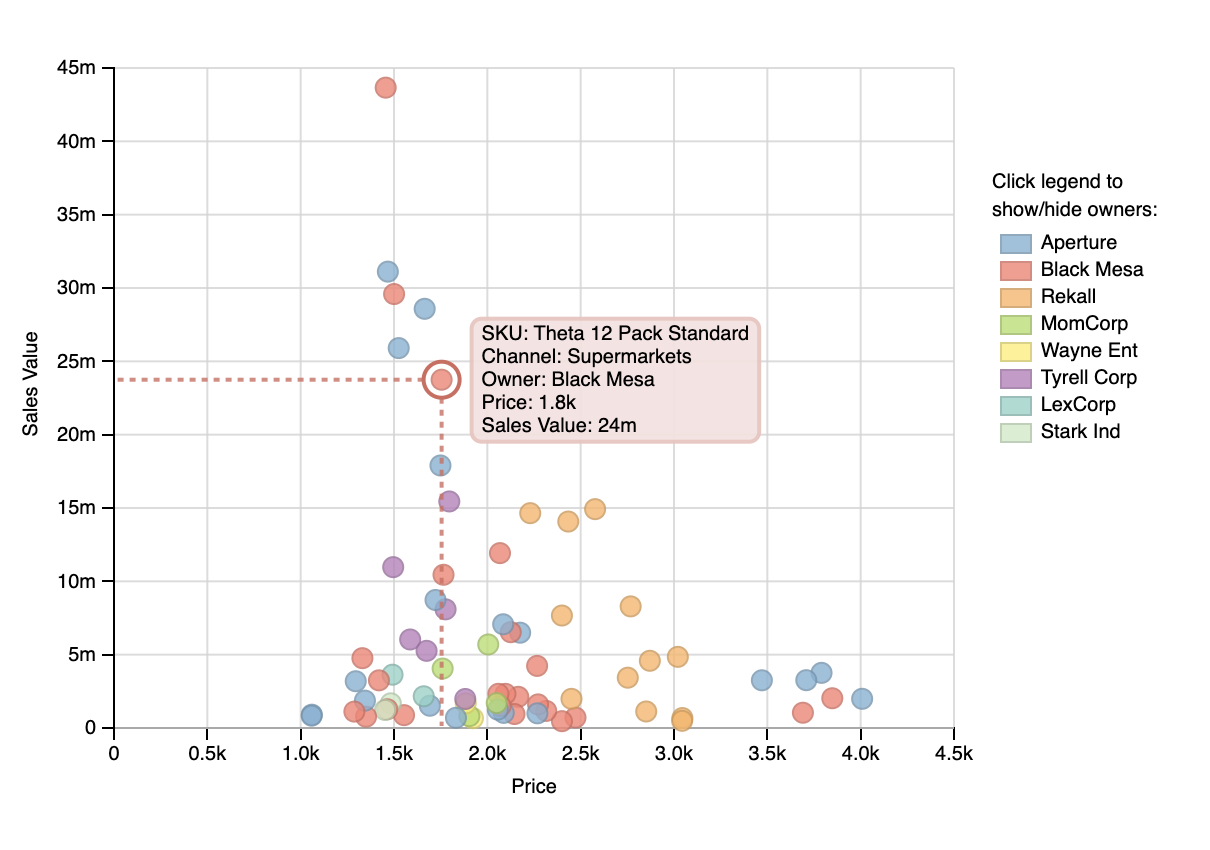 45m
40m
35m
30m
25m
20m
15m
10m
5m
0
Sales Value
0 0.5k 1.0k 1.5k 2.0k 2.5k 3.0k 3.5k 4.0k 4.5k
Price
SKU: Theta 12 Pack Standard
Channel: Supermarkets
Owner: Black Mesa
Price: 1.8k
Sales Value: 24m
Click legend to
show/hide owners:
Aperture
Black Mesa
Rekall
MomCorp
Wayne Ent
Tyrell Corp
LexCorp
Stark Ind